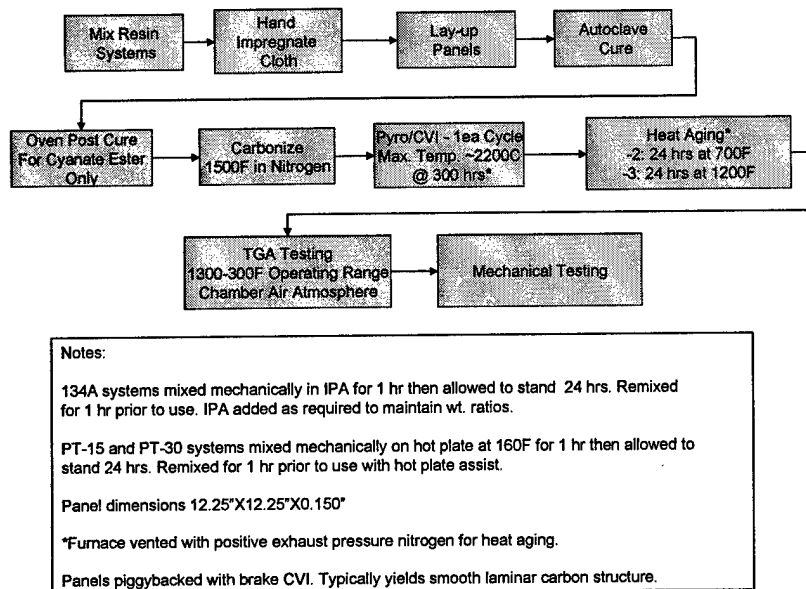 Mix Resin
Systems
Hand
Impregnate
Cloth
Lay-up
Panels
Autoclave
Cure
Oven Post Cure
For Cyanate Ester
Only
Carbonize
1500F in Nitrogen
Pyro/CVI - 1ea Cycle
Max. Temp. ~2200C
@ 300 hrs*
Heat Aging*
-2: 24 hrs at 700F
-3: 24 hrs at 1200F
TGA Testing
1300-300F Operating Range
Chamber Air Atmosphere
Mechanical Testing
Notes:
134A systems mixed mechanically in IPA for 1 hr then allowed to stand 24 hrs. Remixed
for 1 hr prior to use. IPA added as required to maintain wt. ratios.
PT-15 and PT-30 systems mixed mechanically on hot plate at 160F for 1 hr then allowed to
stand 24 hrs. Remixed for 1 hr prior to use with hot plate assist.
Panel dimensions 12.25"X12.25"X0.150"
*Furnace vented with positive exhaust pressure nitrogen for heat aging.
Panels piggybacked with brake CVI. Typically yields smooth laminar carbon structure.